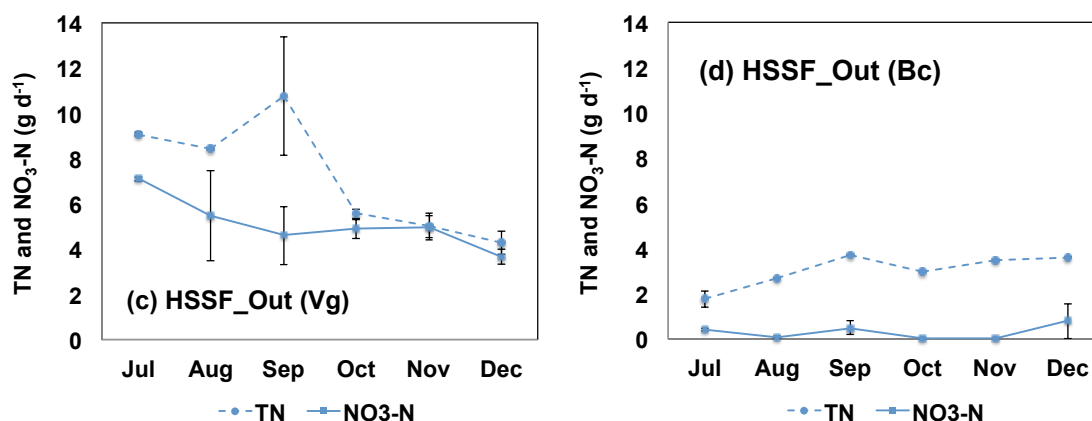 TN and NO3-N (g d-1)
14
12
10
8
6
4
2
0
(c) HSSF_Out (Vg)
Jul Aug Sep Oct Nov Dec
TN NO3-N
TN and NO3-N (g d-1)
14
12
10
8
6
4
2
0
(d) HSSF_Out (Bc)
Jul Aug Sep Oct Nov Dec
TN NO3-N